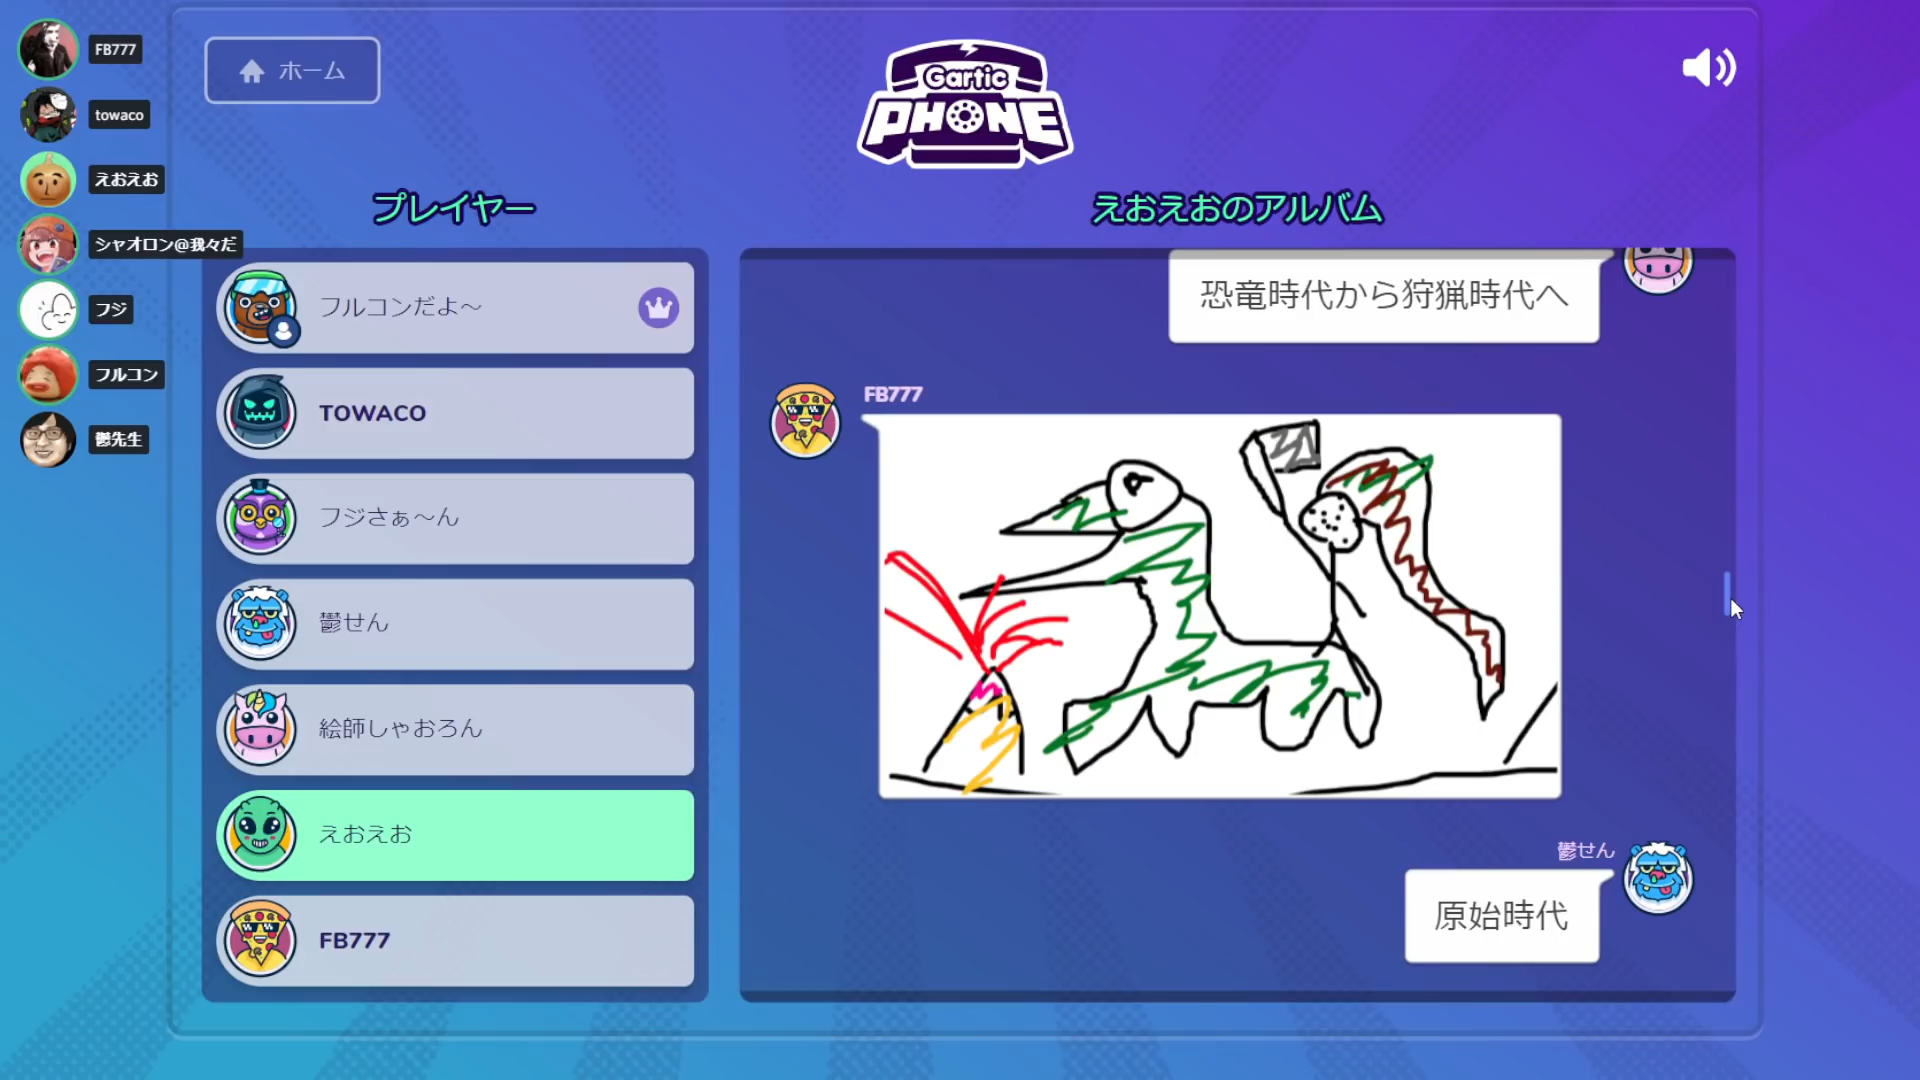 FB777
towaco
えおえお
シャオロン@我々だ
フジ
フルコン
鬱先生
ホーム
Gartic
PHONE
プレイヤー
フルコンだよ〜
TOWACO
フジさぁ〜ん
鬱せん
絵師しゃおろん
えおえお
FB777
えおえおのアルバム
恐竜時代から狩猟時代へ
FB777
鬱せん
原始時代